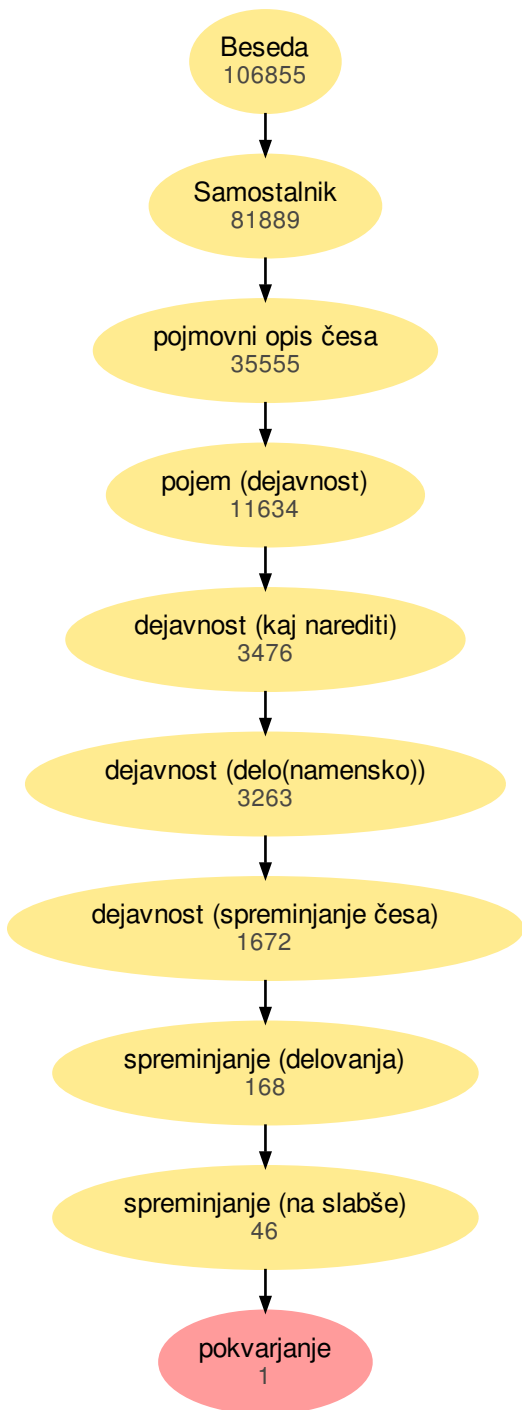 Beseda
106855
Samostalnik
81889
pojmovni opis česa
35555
pojem (dejavnost)
11634
dejavnost (kaj narediti)
3476
dejavnost (delo(namensko))
3263
dejavnost (spreminjanje česa)
1672
spreminjanje (delovanja)
168
spreminjanje (na slabše)
46
pokvarjanje
1